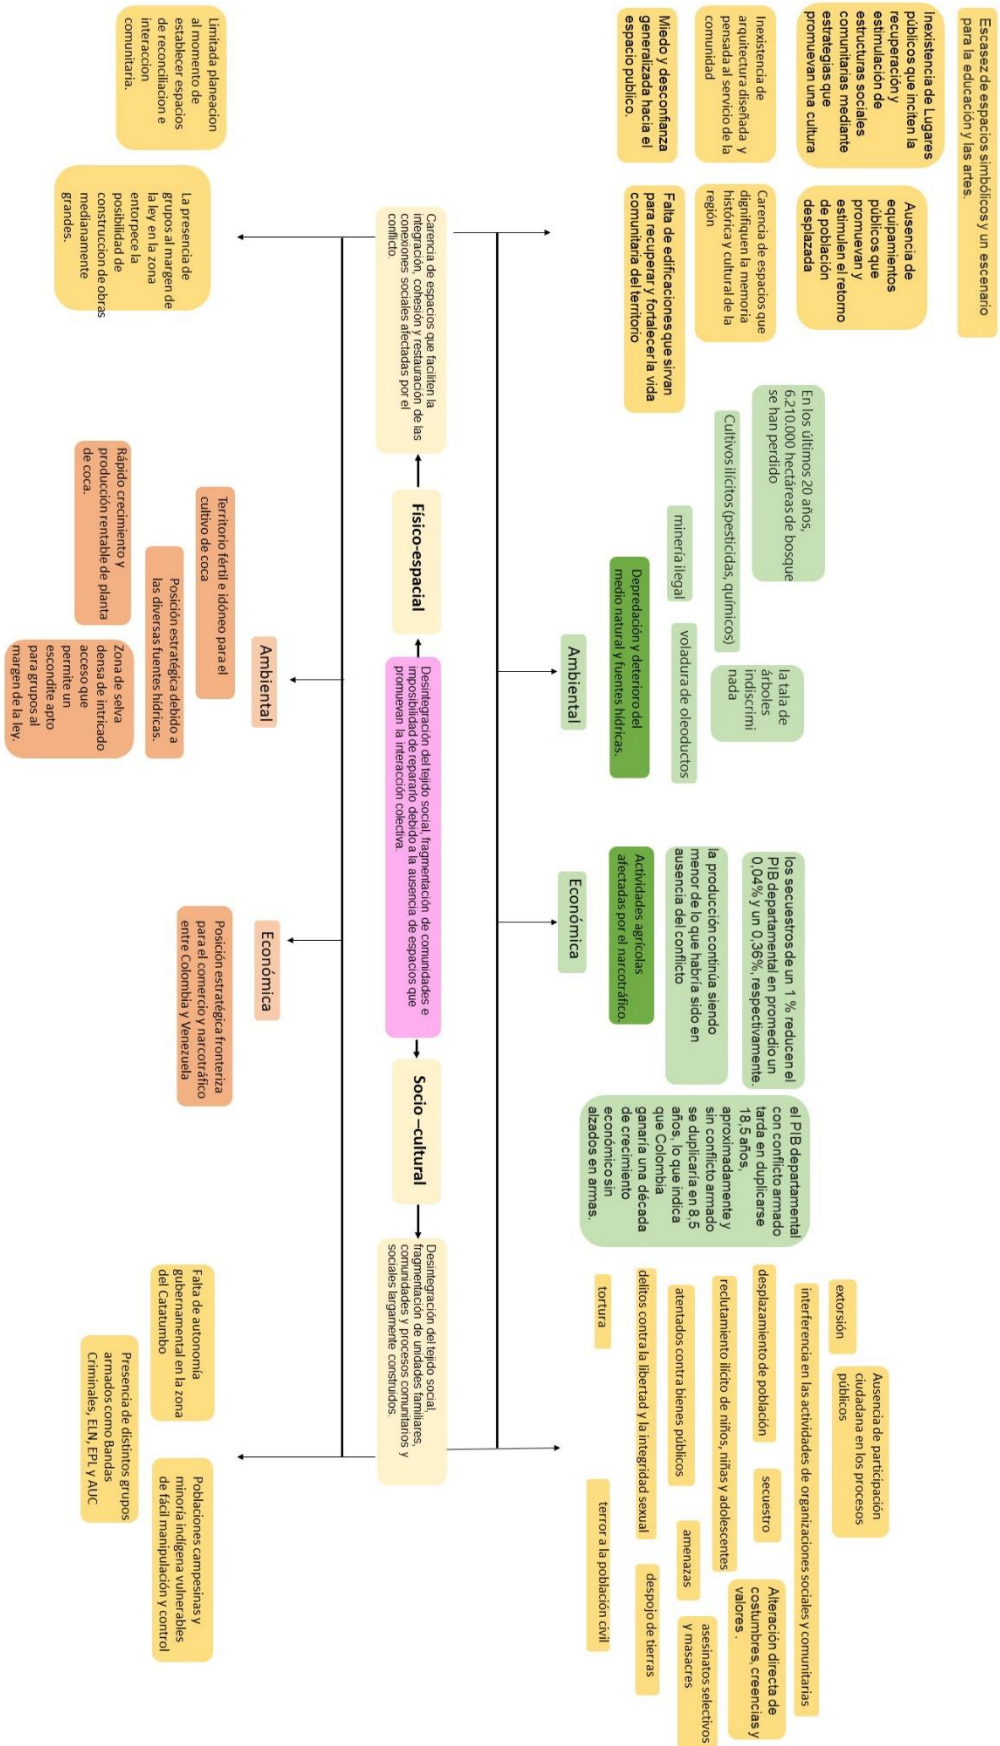 Escasez de espacios simbólicos y un escenario
para la educación y las artes.
Inexistencia de Lugares
públicos que inciten la
recuperación y
estimulación de
estructuras sociales
comunitarias mediante
estrategias que
promuevan una cultura
Ausencia de
equipamientos
públicos que
promuevan y
estimulen el retorno
de población
desplazada
Inexistencia de
arquitectura diseñada y
pensada al servicio de la
comunidad
Carencia de espacios que
dignifiquen la memoria
histórica y cultural de la
región
Miedo y desconfianza
generalizada hacia el
espacio publico.
Falta de edificaciones que sirvan
para recuperar y fortalecer la vida
comunitaria del territorio
En los últimos 20 años,
6.210.000 hectáreas de bosque
se han perdido
la tala de
árboles
indiscrimi
nada
Cultivos ilícitos (pesticidas, químicos)
minería ilegal
voladura de oleoductos
Depredación y deterioro del
medio natural y fuentes hídricas.
Ambiental
los secuestros de un 1 % reducen el
PIB departamental en promedio un
0,04% y un 0,36%, respectivamente.
la producción continúa siendo
menor de lo que habría sido en
ausencia del conflicto
Actividades agrícolas
afectadas por el narcotráfico.
Económica
el PIB departamental
con conflicto armado
tarda en duplicarse
18,5 años,
aproximadamente y
sin conflicto armado
se duplicaría en 8,5
años, lo que indica
que Colombia
ganaría una década
de crecimiento
económico sin
alzados en armas.
Ausencia de participación
ciudadana en los procesos
públicos
extorsión
interferencia en las actividades de organizaciones sociales y comunitarias
desplazamiento de población
secuestro
Alteración directa de
costumbres, creencias y
valores .
reclutamiento ilícito de niños, niñas y adolescentes
atentados contra bienes públicos
amenazas
asesinatos selectivos
y masacres
delitos contra la libertad y la integridad sexual
despojo de tierras
tortura
terror a la población civil
Carencia de espacios que faciliten la
integración, cohesión y restauración de las
conexiones sociales afectadas por el
conflicto.
Físico-espacial
Desintegración del tejido social, fragmentación de comunidades e
imposibilidad de repararlo debido a la ausencia de espacios que
promuevan la interacción colectiva.
Socio –cultural
Desintegración del tejido social,
fragmentación de unidades familiares,
comunidades y procesos comunitarios y
sociales largamente construidos.
Limitada planeacion
al momento de
establecer espacios
de reconciliacion e
interaccion
comunitaria.
La presencia de
grupos al margen de
la ley en la zona
entorpece la
posibilidad de
construccion de obras
medianamente
grandes.
Ambiental
Territorio fértil e idóneo para el
cultivo de coca
Posición estratégica debido a
las diversas fuentes hídricas.
Rápido crecimiento y
producción rentable de planta
de coca.
Zona de selva
densa de intricado
acceso que
permite un
escondite apto
para grupos al
margen de la ley.
Económica
Posición estratégica fronteriza
para el comercio y narcotráfico
entre Colombia y Venezuela
Falta de autonomía
gubernamental en la zona
del Catatumbo
Poblaciones campesinas y
minoría indígena vulnerables
de fácil manipulación y control
Presencia de distintos grupos
armados como Bandas
Criminales, ELN, EPL y AUC